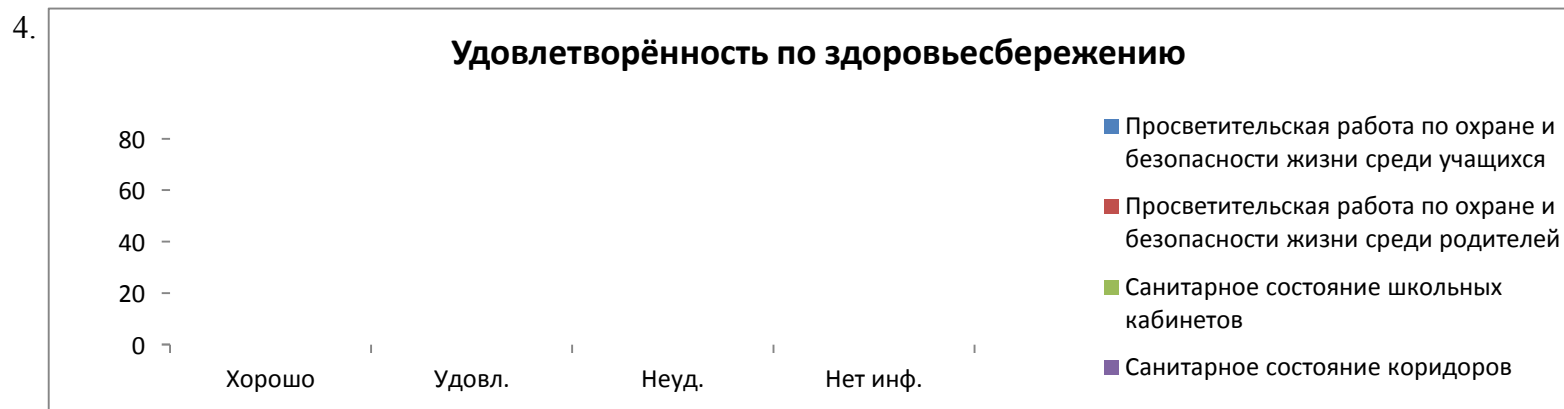 4.
Удовлетворённость по здоровьесбережению
80
60
40
20
0
Хорошо Удовл. Неуд. Нет инф.
Просветительская работа по охране и
безопасности жизни среди учащихся
Просветительская работа по охране и
безопасности жизни среди родителей
Санитарное состояние школьных
кабинетов
Санитарное состояние коридоров